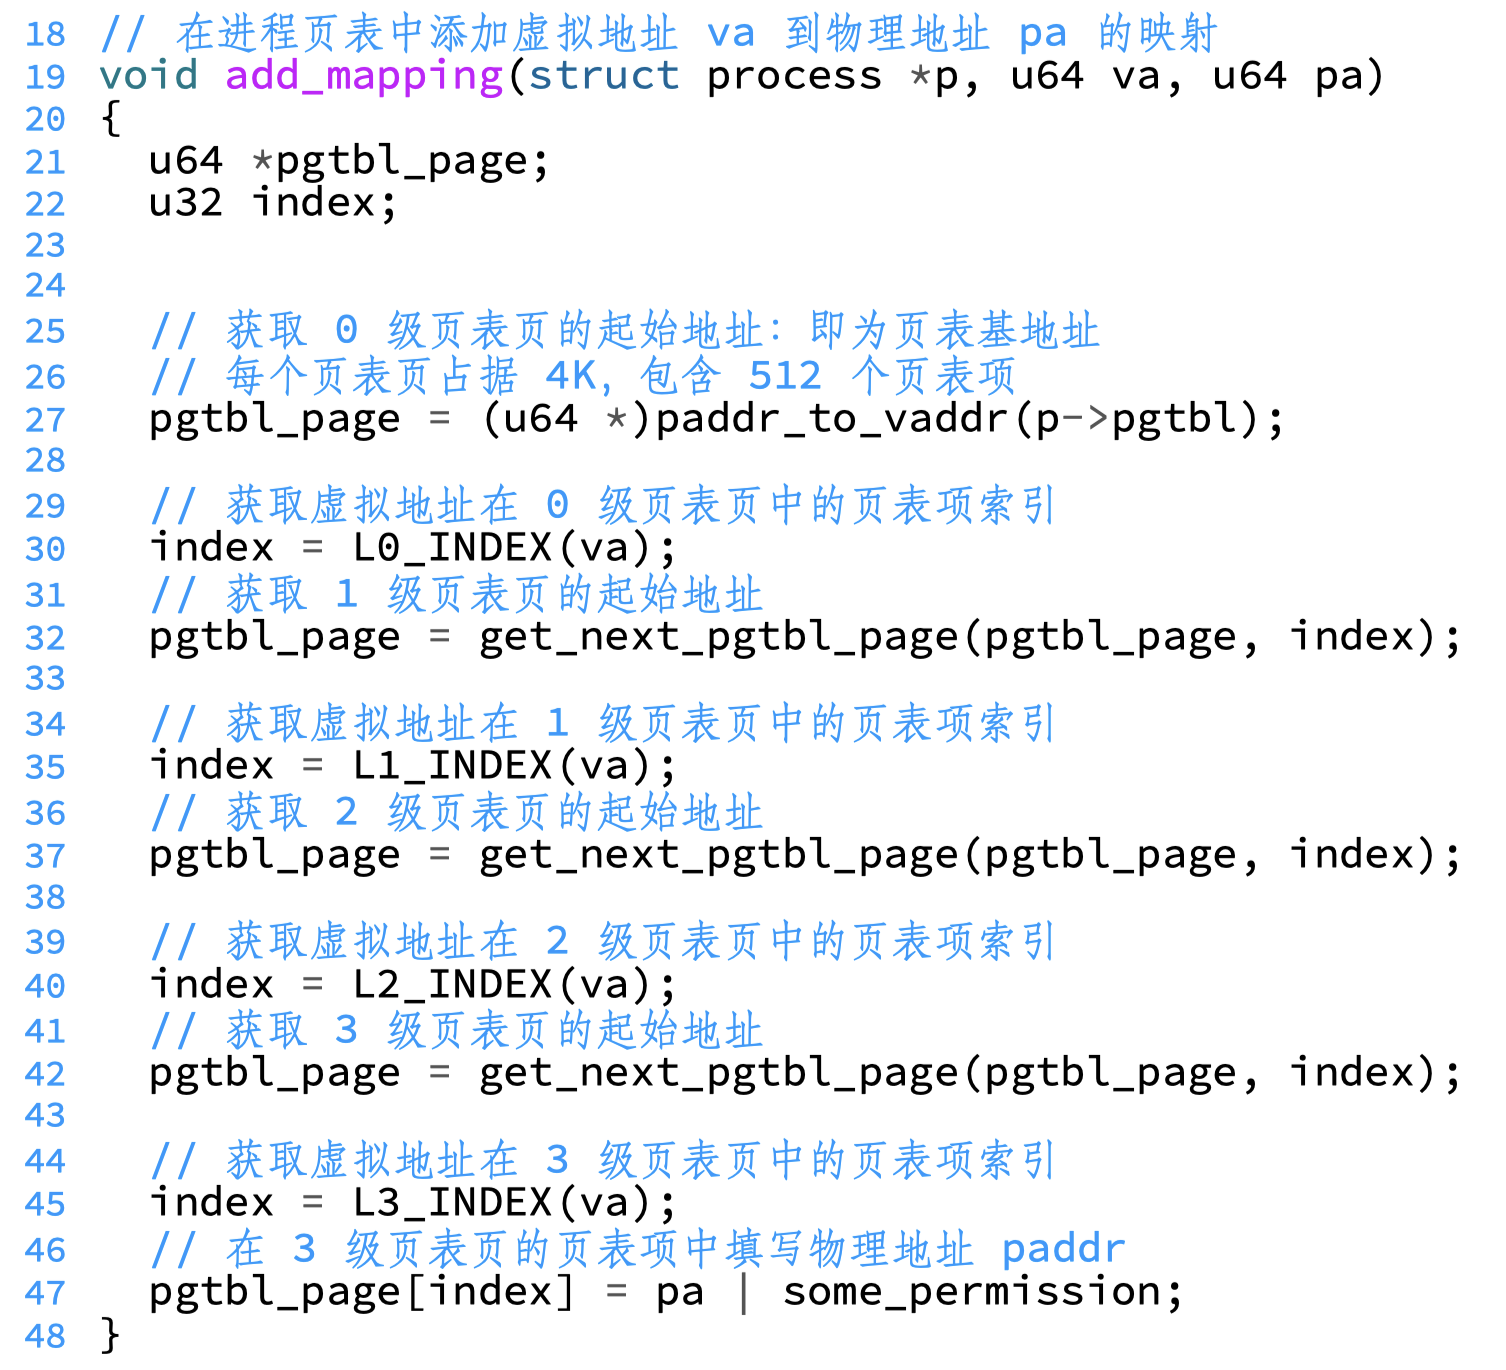 18 // 在进程页表中添加虚拟地址 va 到物理地址 pa 的映射
19 void add_mapping(struct process *p, u64 va, u64 pa)
20 {
21   u64 *pgtbl_page;
22   u32 index;
23
24
25   // 获取 0 级页表页的起始地址：即为页表基地址
26   // 每个页表页占据 4K，包含 512 个页表项
27   pgtbl_page = (u64 *)paddr_to_vaddr(p->pgtbl);
28
29   // 获取虚拟地址在 0 级页表页中的页表项索引
30   index = L0_INDEX(va);
31   // 获取 1 级页表页的起始地址
32   pgtbl_page = get_next_pgtbl_page(pgtbl_page, index);
33
34   // 获取虚拟地址在 1 级页表页中的页表项索引
35   index = L1_INDEX(va);
36   // 获取 2 级页表页的起始地址
37   pgtbl_page = get_next_pgtbl_page(pgtbl_page, index);
38
39   // 获取虚拟地址在 2 级页表页中的页表项索引
40   index = L2_INDEX(va);
41   // 获取 3 级页表页的起始地址
42   pgtbl_page = get_next_pgtbl_page(pgtbl_page, index);
43
44   // 获取虚拟地址在 3 级页表页中的页表项索引
45   index = L3_INDEX(va);
46   // 在 3 级页表页的页表项中填写物理地址 paddr
47   pgtbl_page[index] = pa | some_permission;
48 }